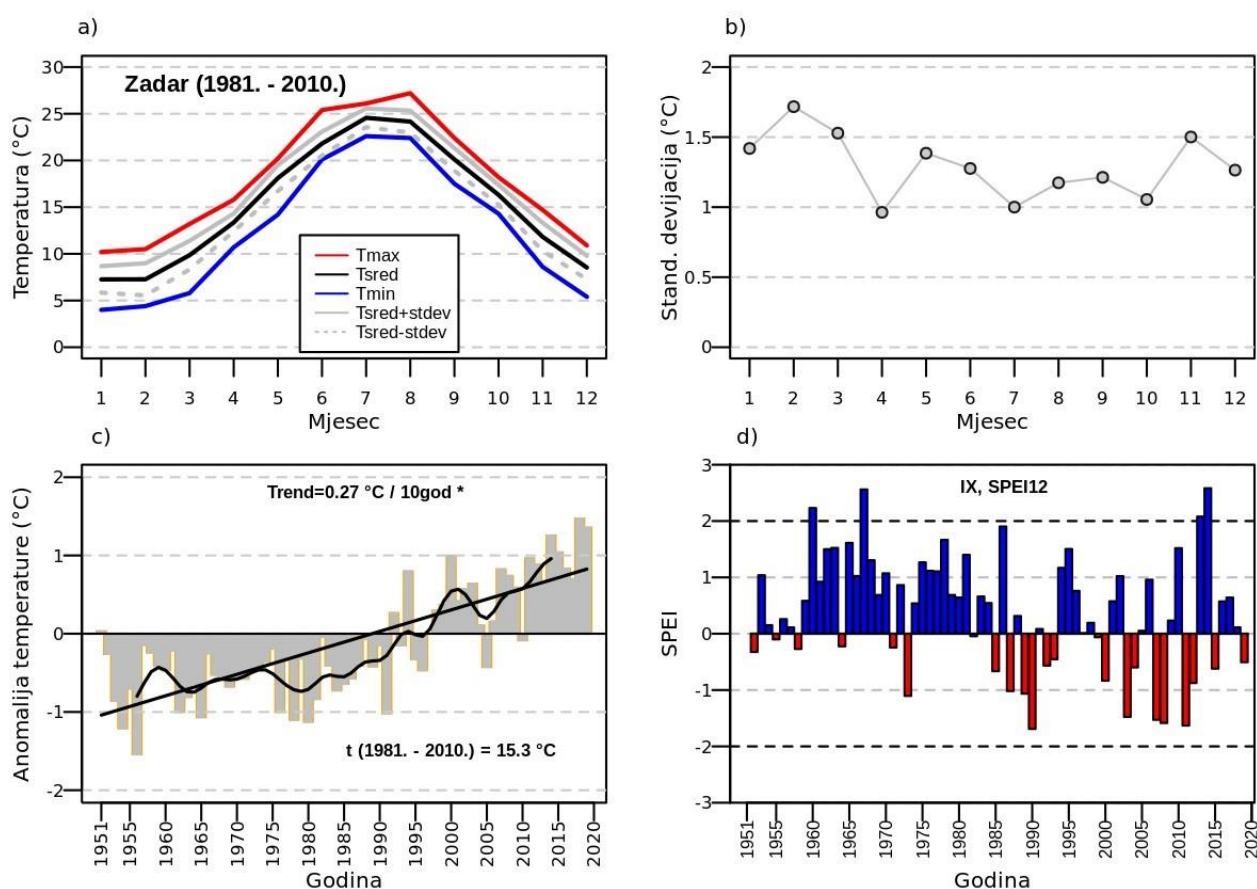 a)
Zadar (1981. - 2010.)
Temperatura (°C)
30
25
20
15
10
5
0
Tmax
Tsred
Tmin
Tsred+stdev
Tsred-stdev
1 2 3 4 5 6 7 8 9 10 11 12
Mjesec
b)
Stand. devijacija (°C)
2
1.5
1
0.5
0
1 2 3 4 5 6 7 8 9 10 11 12
Mjesec
c)
Anomalija temperature (°C)
2
1
0
-1
-2
Trend=0.27 °C / 10god *
t (1981. - 2010.) = 15.3 °C
1951 1955 1960 1965 1970 1975 1980 1985 1990 1995 2000 2005 2010 2015 2020
Godina
d)
SPEI
3
2
1
0
-1
-2
-3
IX, SPEI12
1951 1955 1960 1965 1970 1975 1980 1985 1990 1995 2000 2005 2010 2015 2020
Godina